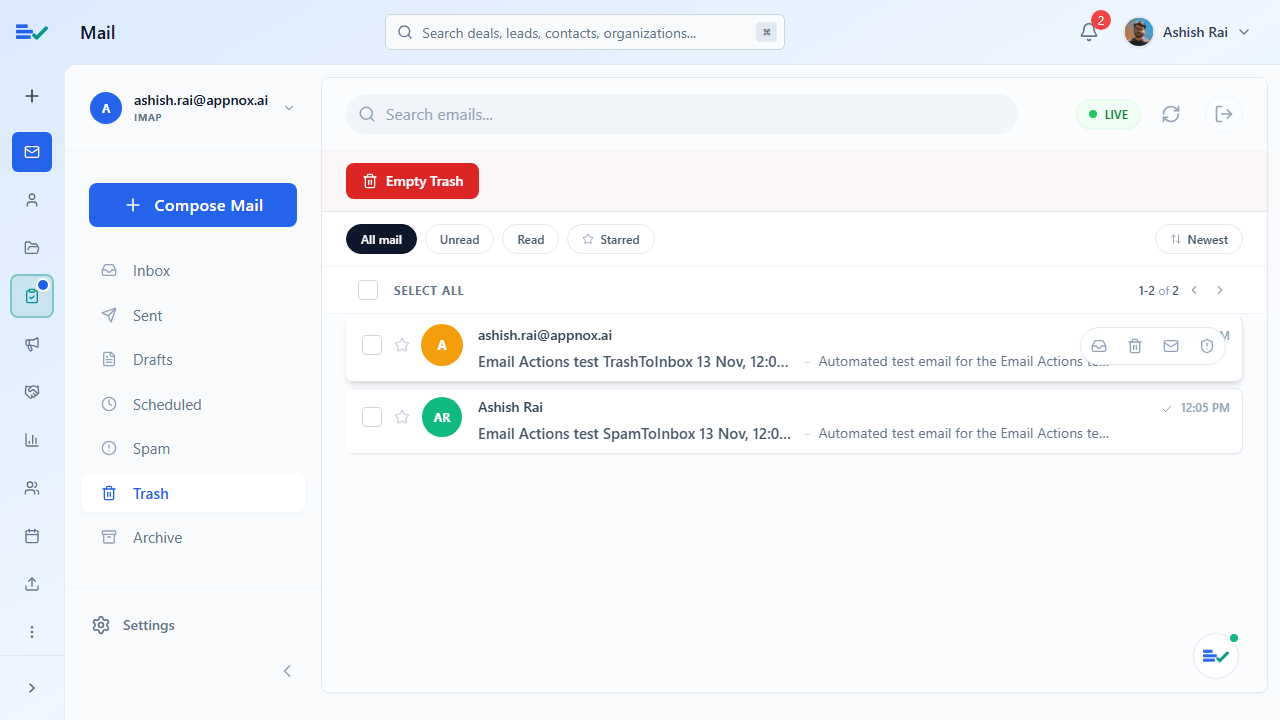 Mail
Search deals, leads, contacts, organizations...
⌘
2
Ashish Rai
A
ashish.rai@appnox.ai
IMAP
Search emails...
LIVE
Empty Trash
Compose Mail
All mail
Unread
Read
Starred
Newest
Inbox
Sent
Drafts
Scheduled
Spam
Trash
Archive
Settings
SELECT ALL
1-2 of 2
A
ashish.rai@appnox.ai
M
Email Actions test TrashToInbox 13 Nov, 12:0... – Automated test email for the Email Actions te...
AR
Ashish Rai
12:05 PM
Email Actions test SpamToInbox 13 Nov, 12:0... – Automated test email for the Email Actions te...